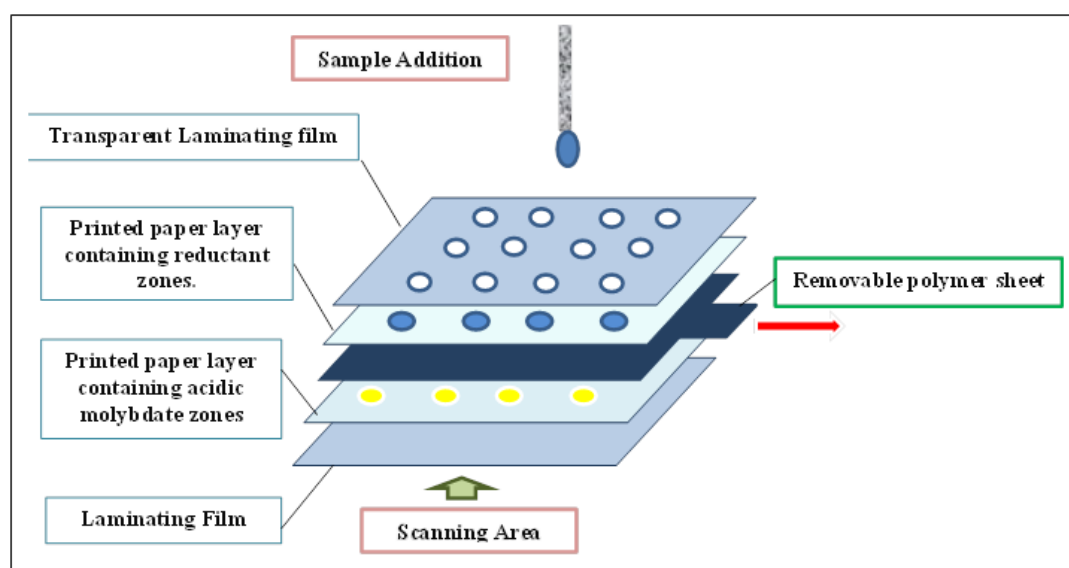 Sample Addition
Transparent Laminating film
Printed paper layer
containing reductant
zones.
Removable polymer sheet
Printed paper layer
containing acidic
molybdate zones
Laminating Film
Scanning Area